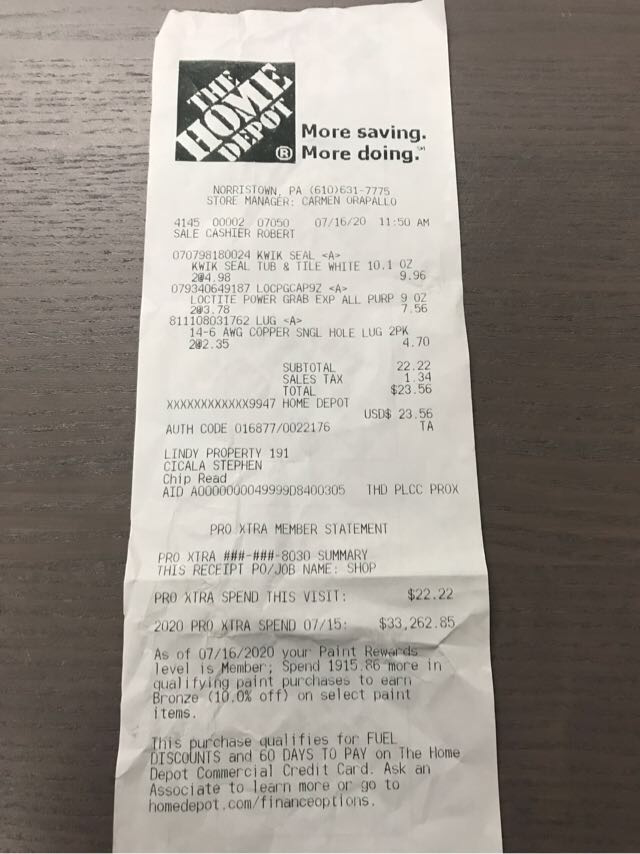 THE
HOME
DEPOT
®
More saving.
More doing.℠
NORRISTOWN, PA (610)631-7775
STORE MANAGER: CARMEN ORAPALLO
4145 00002 07050 07/16/20 11:50 AM
SALE CASHIER ROBERT
070798180024 KWIK SEAL <A>
KWIK SEAL TUB & TILE WHITE 10.1 OZ
2@4.98 9.96
079340649187 LOCPGCAP9Z <A>
LOCTITE POWER GRAB EXP ALL PURP 9 OZ
2@3.78 7.56
811108031762 LUG <A>
14-6 AWG COPPER SNGL HOLE LUG 2PK
2@2.35 4.70
SUBTOTAL 22.22
SALES TAX 1.34
TOTAL $23.56
XXXXXXXXXXXX9947 HOME DEPOT
USD$ 23.56
AUTH CODE 016877/0022176 TA
LINDY PROPERTY 191
CICALA STEPHEN
Chip Read
AID A0000000049999D8400305 THD PLCC PROX
PRO XTRA MEMBER STATEMENT
PRO XTRA ###-###-8030 SUMMARY
THIS RECEIPT PO/JOB NAME: SHOP
PRO XTRA SPEND THIS VISIT: $22.22
2020 PRO XTRA SPEND 07/15: $33,262.85
As of 07/16/2020 your Paint Rewards
level is Member; Spend 1915.86 more in
qualifying paint purchases to earn
Bronze (10.0% off) on select paint
items.
This purchase qualifies for FUEL
DISCOUNTS and 60 DAYS TO PAY on The Home
Depot Commercial Credit Card. Ask an
Associate to learn more or go to
homedepot.com/financeoptions.